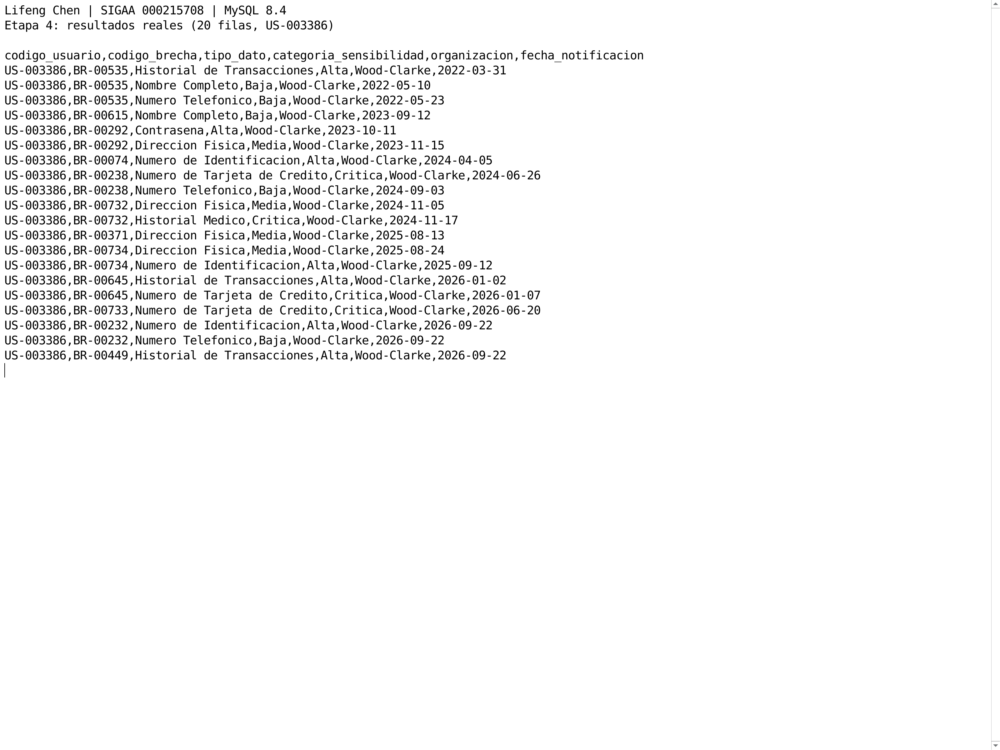 Lifeng Chen | SIGAA 000215708 | MySQL 8.4
Etapa 4: resultados reales (20 filas, US-003386)
codigo_usuario,codigo_brecha,tipo_dato,categoria_sensibilidad,organizacion,fecha_notificacion
US-003386,BR-00535,Historial de Transacciones,Alta,Wood-Clarke,2022-03-31
US-003386,BR-00535,Nombre Completo,Baja,Wood-Clarke,2022-05-10
US-003386,BR-00535,Numero Telefonico,Baja,Wood-Clarke,2022-05-23
US-003386,BR-00615,Nombre Completo,Baja,Wood-Clarke,2023-09-12
US-003386,BR-00292,Contrasena,Alta,Wood-Clarke,2023-10-11
US-003386,BR-00292,Direccion Fisica,Media,Wood-Clarke,2023-11-15
US-003386,BR-00074,Numero de Identificacion,Alta,Wood-Clarke,2024-04-05
US-003386,BR-00238,Numero de Tarjeta de Credito,Critica,Wood-Clarke,2024-06-26
US-003386,BR-00238,Numero Telefonico,Baja,Wood-Clarke,2024-09-03
US-003386,BR-00732,Direccion Fisica,Media,Wood-Clarke,2024-11-05
US-003386,BR-00732,Historial Medico,Critica,Wood-Clarke,2024-11-17
US-003386,BR-00371,Direccion Fisica,Media,Wood-Clarke,2025-08-13
US-003386,BR-00734,Direccion Fisica,Media,Wood-Clarke,2025-08-24
US-003386,BR-00734,Numero de Identificacion,Alta,Wood-Clarke,2025-09-12
US-003386,BR-00645,Historial de Transacciones,Alta,Wood-Clarke,2026-01-02
US-003386,BR-00645,Numero de Tarjeta de Credito,Critica,Wood-Clarke,2026-01-07
US-003386,BR-00733,Numero de Tarjeta de Credito,Critica,Wood-Clarke,2026-06-20
US-003386,BR-00232,Numero de Identificacion,Alta,Wood-Clarke,2026-09-22
US-003386,BR-00232,Numero Telefonico,Baja,Wood-Clarke,2026-09-22
US-003386,BR-00449,Historial de Transacciones,Alta,Wood-Clarke,2026-09-22